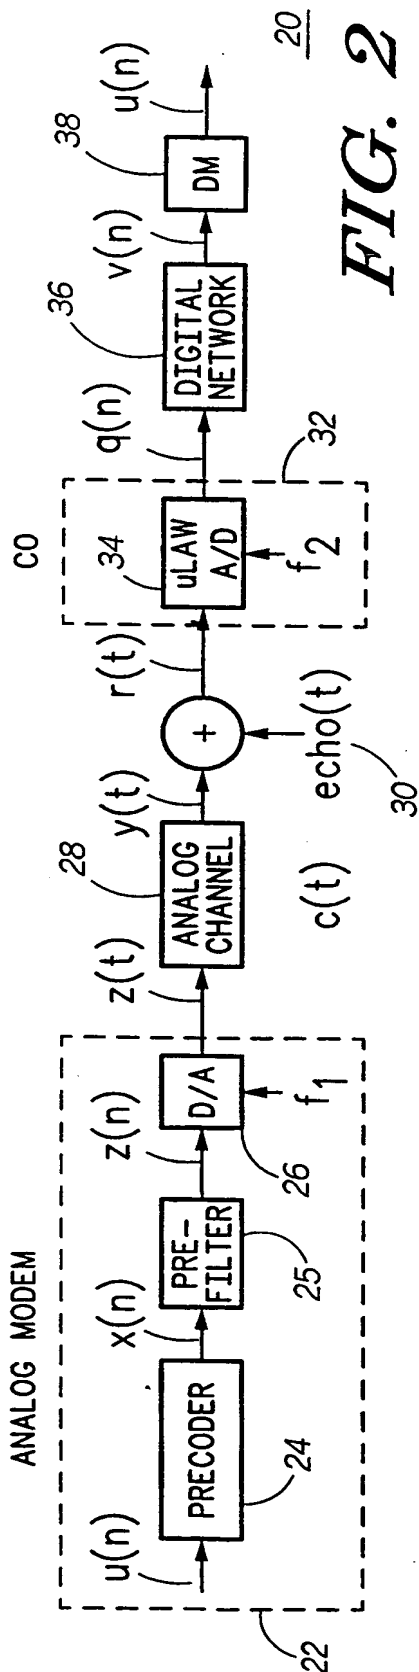 ANALOG MODEM
u(n)
PRECODER
24
x(n)
PRE-
FILTER
25
z(n)
D/A
26
f1
22
z(t)
28
ANALOG
CHANNEL
c(t)
y(t)
+
echo(t)
30
r(t)
CO
34
uLAW
A/D
f2
32
q(n)
36
DIGITAL
NETWORK
v(n)
38
DM
u(n)
20
FIG. 2